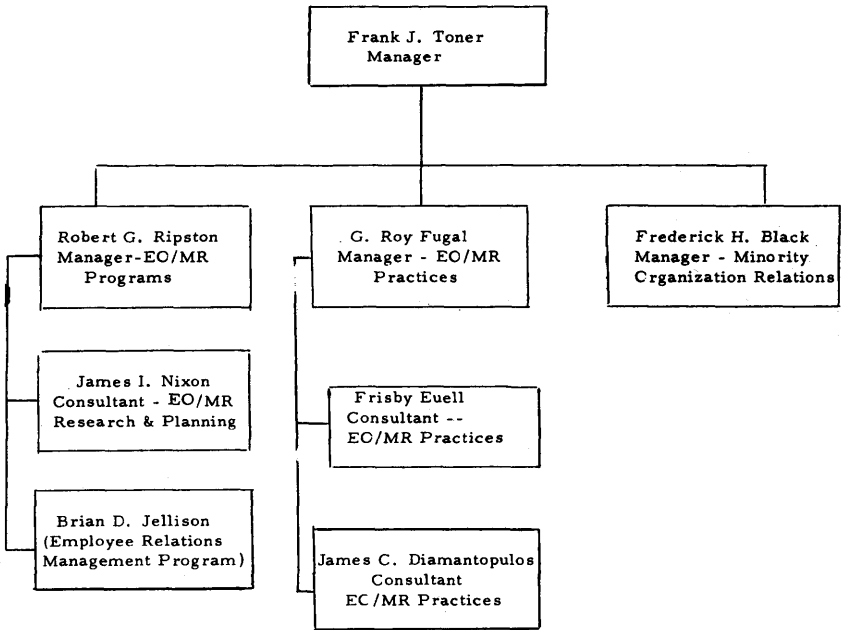 Frank J. Toner
Manager
Robert G. Ripston
Manager-EO/MR
Programs
G. Roy Fugal
Manager - EO/MR
Practices
Frederick H. Black
Manager - Minority
Organization Relations
James I. Nixon
Consultant - EO/MR
Research & Planning
Frisby Euell
Consultant --
EO/MR Practices
Brian D. Jellison
(Employee Relations
Management Program)
James C. Diamantopulos
Consultant
EO/MR Practices